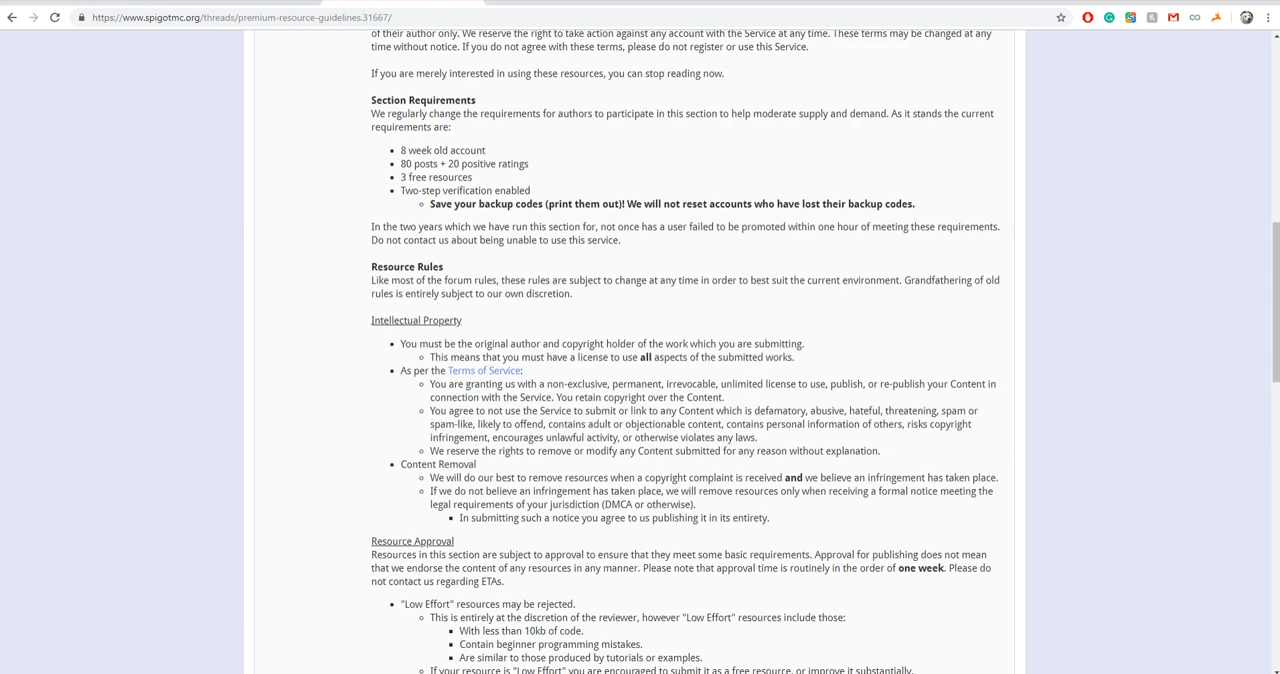 https://www.spigotmc.org/threads/premium-resource-guidelines.31667/
of their author only. We reserve the right to take action against any account with the Service at any time. These terms may be changed at any
time without notice. If you do not agree with these terms, please do not register or use this Service.
If you are merely interested in using these resources, you can stop reading now.
Section Requirements
We regularly change the requirements for authors to participate in this section to help moderate supply and demand. As it stands the current
requirements are:
• 8 week old account
• 80 posts + 20 positive ratings
• 3 free resources
• Two-step verification enabled
◦ Save your backup codes (print them out)! We will not reset accounts who have lost their backup codes.
In the two years which we have run this section for, not once has a user failed to be promoted within one hour of meeting these requirements.
Do not contact us about being unable to use this service.
Resource Rules
Like most of the forum rules, these rules are subject to change at any time in order to best suit the current environment. Grandfathering of old
rules is entirely subject to our own discretion.
Intellectual Property
• You must be the original author and copyright holder of the work which you are submitting.
◦ This means that you must have a license to use all aspects of the submitted works.
• As per the Terms of Service:
◦ You are granting us with a non-exclusive, permanent, irrevocable, unlimited license to use, publish, or re-publish your Content in
connection with the Service. You retain copyright over the Content.
◦ You agree to not use the Service to submit or link to any Content which is defamatory, abusive, hateful, threatening, spam or
spam-like, likely to offend, contains adult or objectionable content, contains personal information of others, risks copyright
infringement, encourages unlawful activity, or otherwise violates any laws.
◦ We reserve the rights to remove or modify any Content submitted for any reason without explanation.
• Content Removal
◦ We will do our best to remove resources when a copyright complaint is received and we believe an infringement has taken place.
◦ If we do not believe an infringement has taken place, we will remove resources only when receiving a formal notice meeting the
legal requirements of your jurisdiction (DMCA or otherwise).
▪ In submitting such a notice you agree to us publishing it in its entirety.
Resource Approval
Resources in this section are subject to approval to ensure that they meet some basic requirements. Approval for publishing does not mean
that we endorse the content of any resources in any manner. Please note that approval time is routinely in the order of one week. Please do
not contact us regarding ETAs.
• "Low Effort" resources may be rejected.
◦ This is entirely at the discretion of the reviewer, however "Low Effort" resources include those:
▪ With less than 10kb of code.
▪ Contain beginner programming mistakes.
▪ Are similar to those produced by tutorials or examples.
◦ If your resource is "Low Effort" you are encouraged to submit it as a free resource, or improve it substantially.